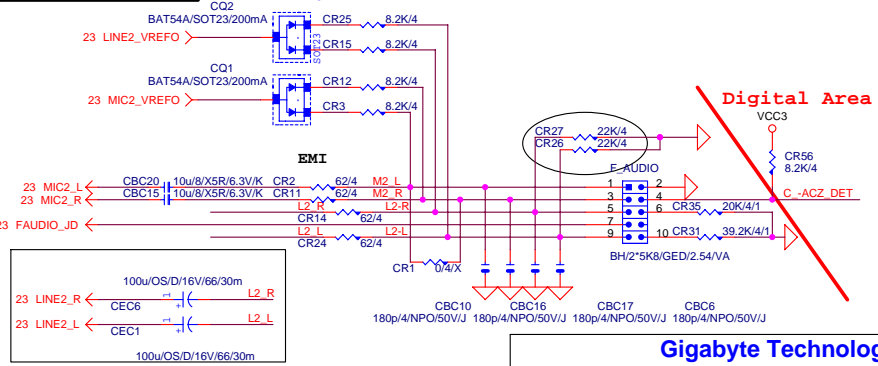 CQ2
BAT54A/SOT23/200mA
23 LINE2_VREFO
SOT23
CR25 8.2K/4
CR15 8.2K/4
CQ1
BAT54A/SOT23/200mA
23 MIC2_VREFO
CR12 8.2K/4
CR3 8.2K/4
Digital Area
VCC3
CR56
8.2K/4
C_-ACZ_DET
CR27 22K/4
CR26 22K/4
EMI
F_AUDIO
23 MIC2_L CBC20 10u/8/X5R/6.3V/K CR2 62/4 M2_L 1 2
23 MIC2_R CBC15 10u/8/X5R/6.3V/K CR11 62/4 M2_R 3 4
L2_R CR14 62/4 L2-R 5 6 CR35 20K/4/1
23 FAUDIO_JD 7
L2_L CR24 62/4 L2-L 9 10 CR31 39.2K/4/1
BH/2*5K8/GED/2.54/VA
CR1 0/4/X
100u/OS/D/16V/66/30m
23 LINE2_R 1 L2_R
CEC6
23 LINE2_L 1 L2_L
CEC1
100u/OS/D/16V/66/30m
CBC10 CBC16 CBC17 CBC6
180p/4/NPO/50V/J 180p/4/NPO/50V/J 180p/4/NPO/50V/J 180p/4/NPO/50V/J
Gigabyte Technolog